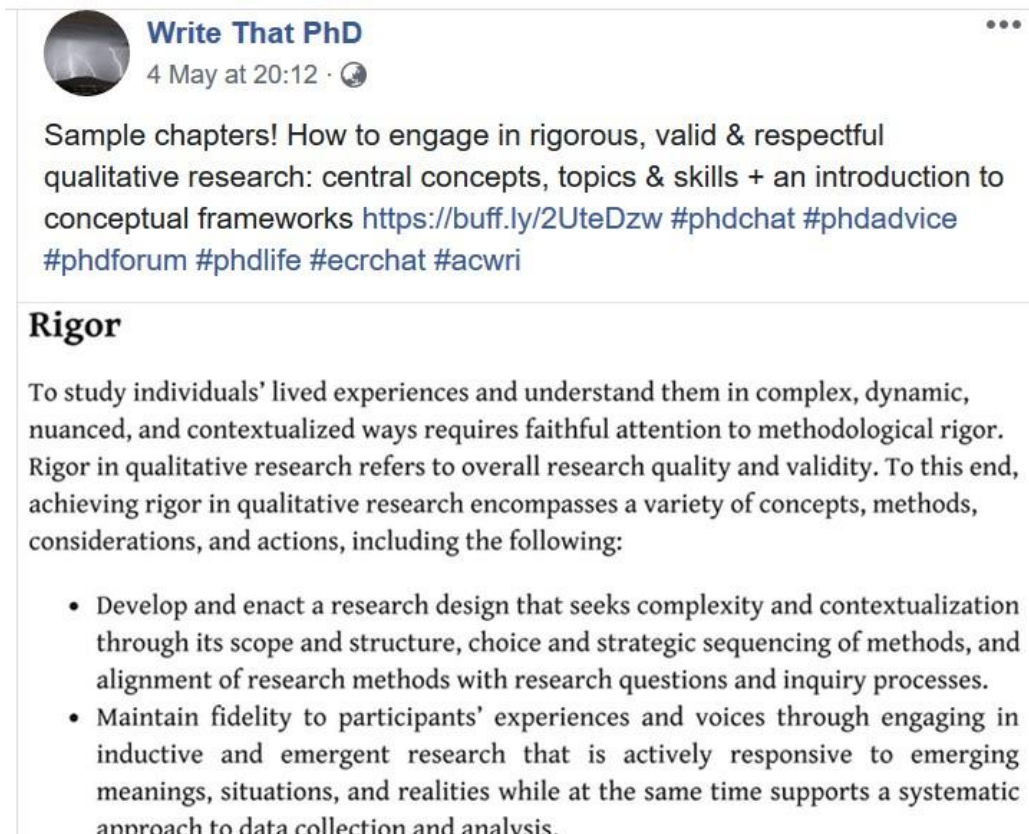 Write That PhD
4 May at 20:12 ·
Sample chapters! How to engage in rigorous, valid & respectful
qualitative research: central concepts, topics & skills + an introduction to
conceptual frameworks https://buff.ly/2UteDzw #phdchat #phdadvice
#phdforum #phdlife #ecrchat #acwri
Rigor
To study individuals’ lived experiences and understand them in complex, dynamic,
nuanced, and contextualized ways requires faithful attention to methodological rigor.
Rigor in qualitative research refers to overall research quality and validity. To this end,
achieving rigor in qualitative research encompasses a variety of concepts, methods,
considerations, and actions, including the following:
• Develop and enact a research design that seeks complexity and contextualization
through its scope and structure, choice and strategic sequencing of methods, and
alignment of research methods with research questions and inquiry processes.
• Maintain fidelity to participants’ experiences and voices through engaging in
inductive and emergent research that is actively responsive to emerging
meanings, situations, and realities while at the same time supports a systematic
approach to data collection and analysis.